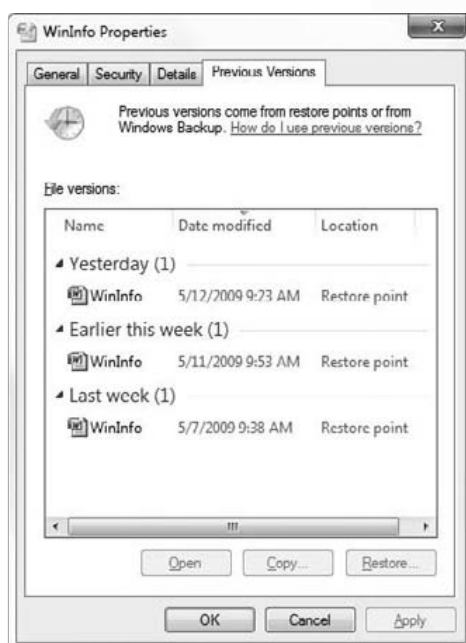 WinInfo Properties
General Security Details Previous Versions
Previous versions come from restore points or from
Windows Backup. How do I use previous versions?
File versions:
Name Date modified Location
Yesterday (1)
WinInfo 5/12/2009 9:23 AM Restore point
Earlier this week (1)
WinInfo 5/11/2009 9:53 AM Restore point
Last week (1)
WinInfo 5/7/2009 9:38 AM Restore point
Open Copy... Restore...
OK Cancel Apply